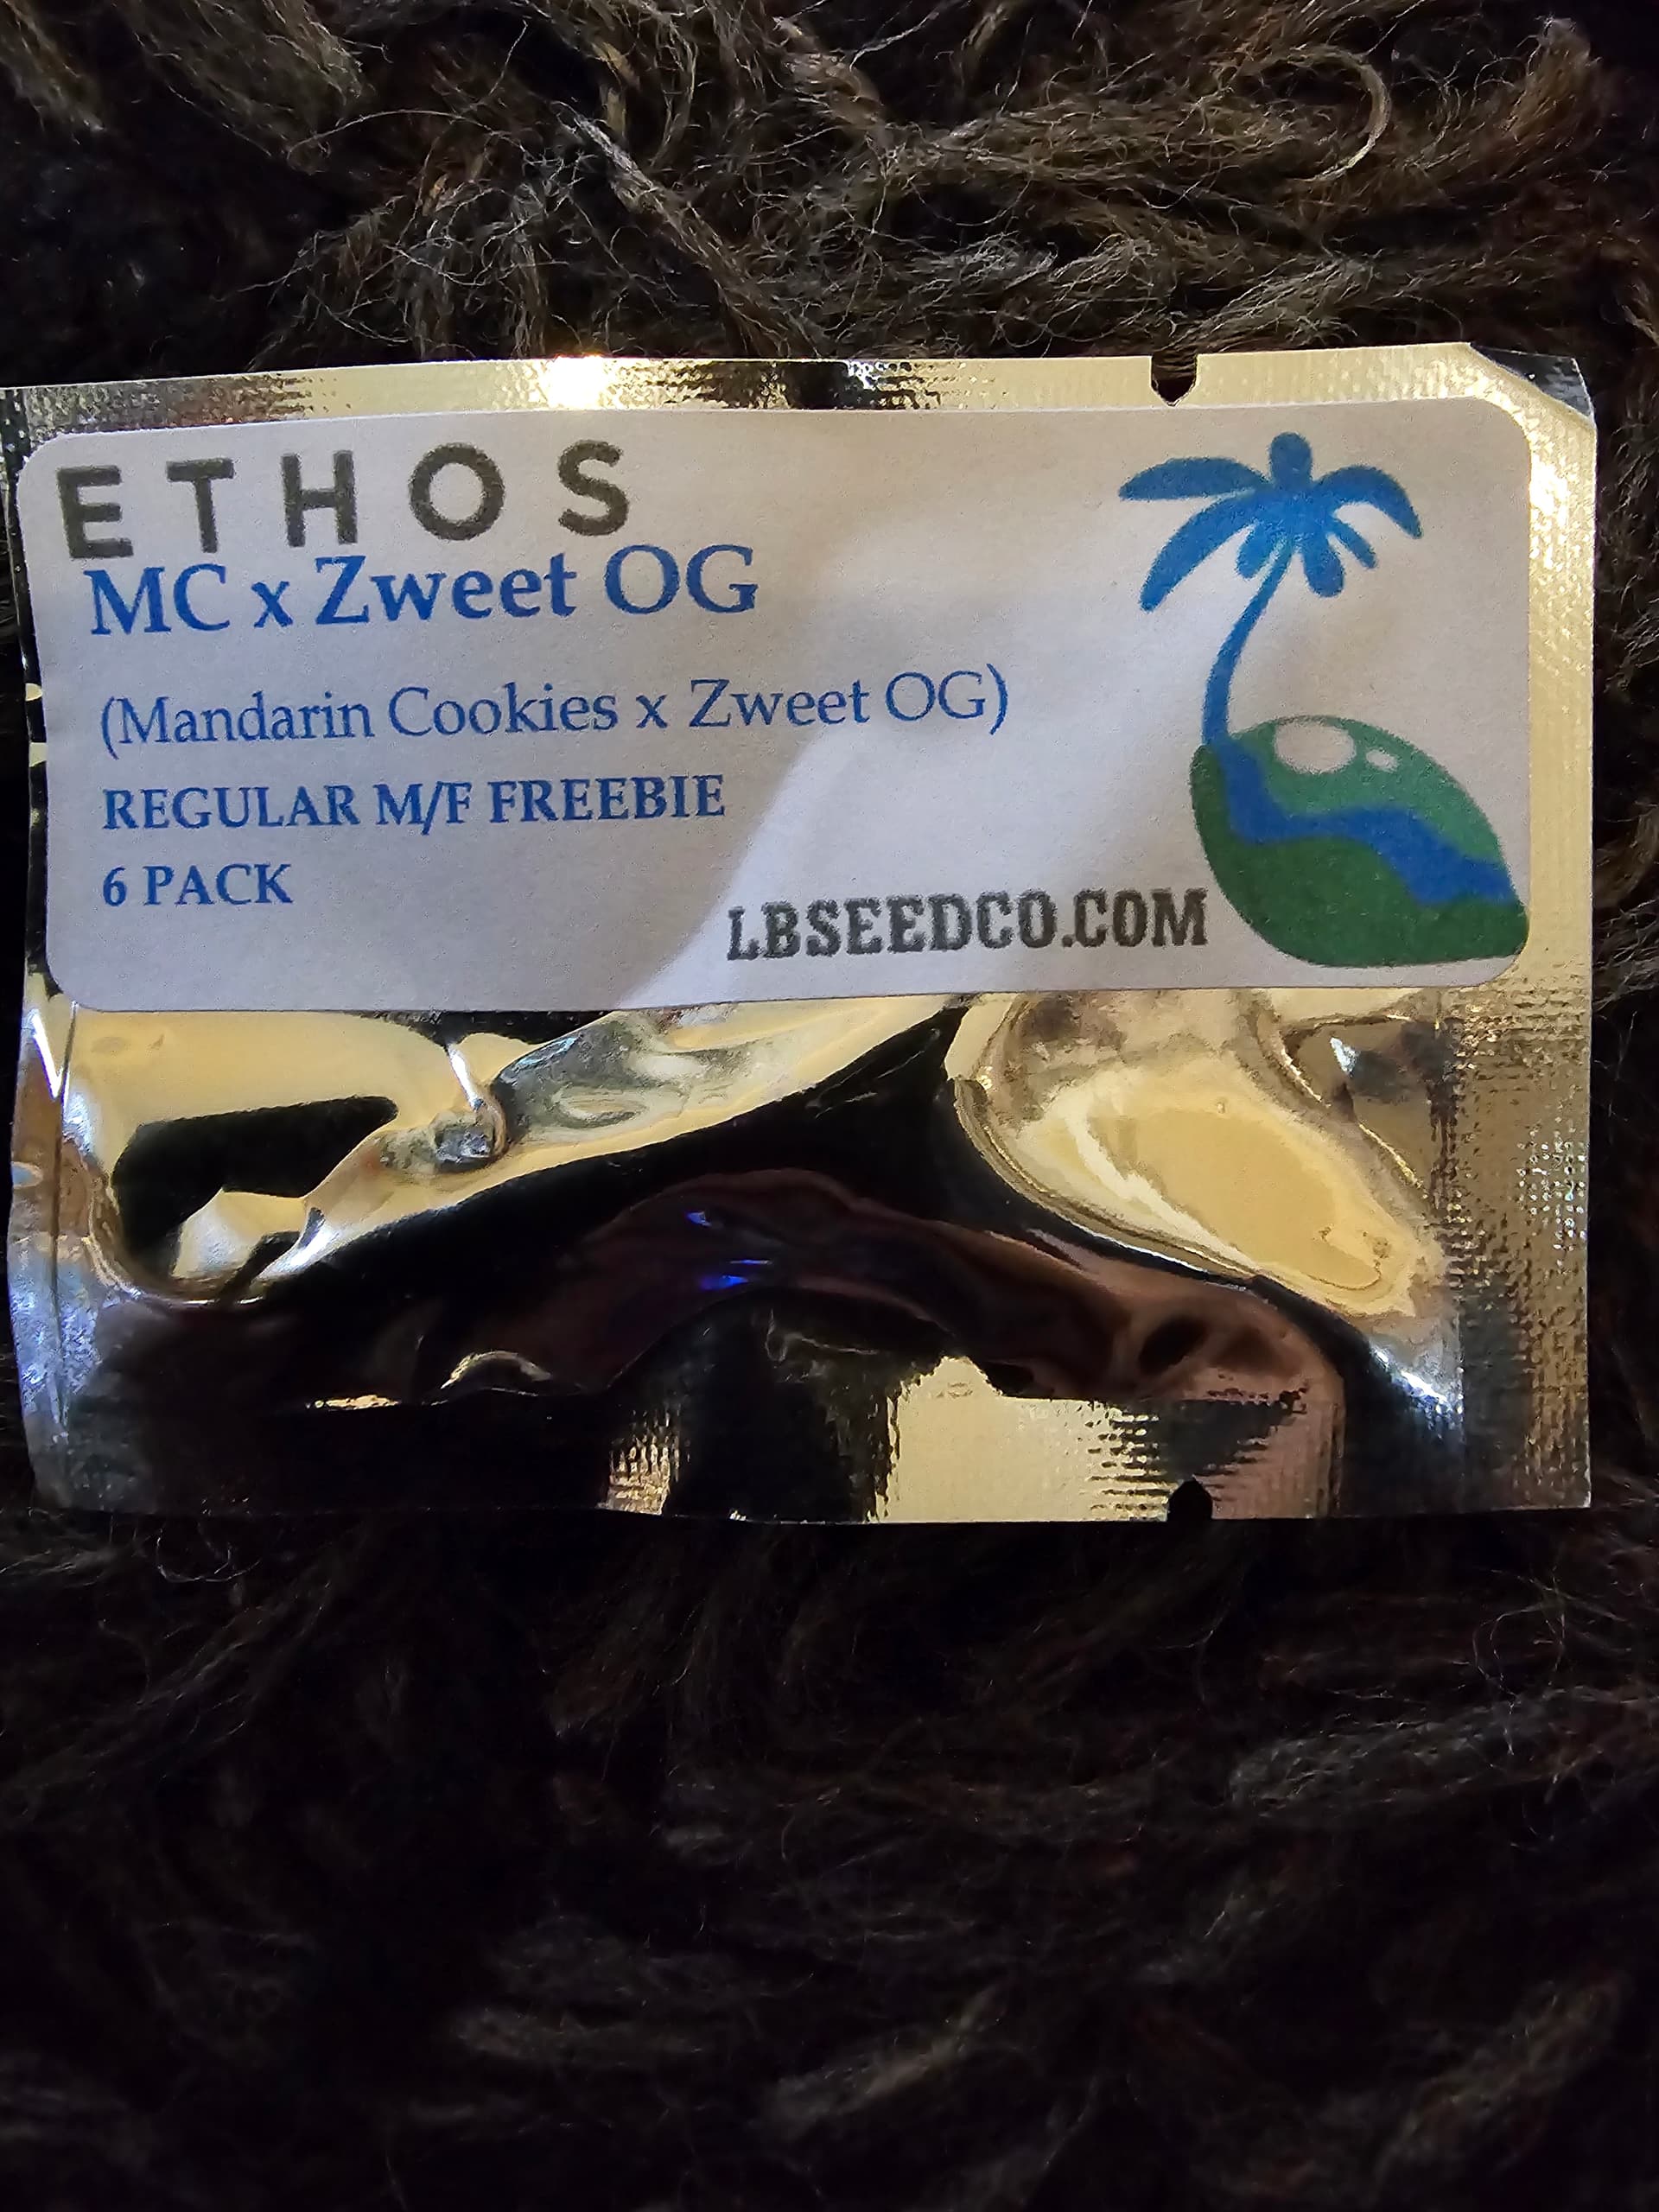 ETHOS
MC x Zweet OG
(Mandarin Cookies x Zweet OG)
REGULAR M/F FREEBIE
6 PACK
LBSEEDCO.COM